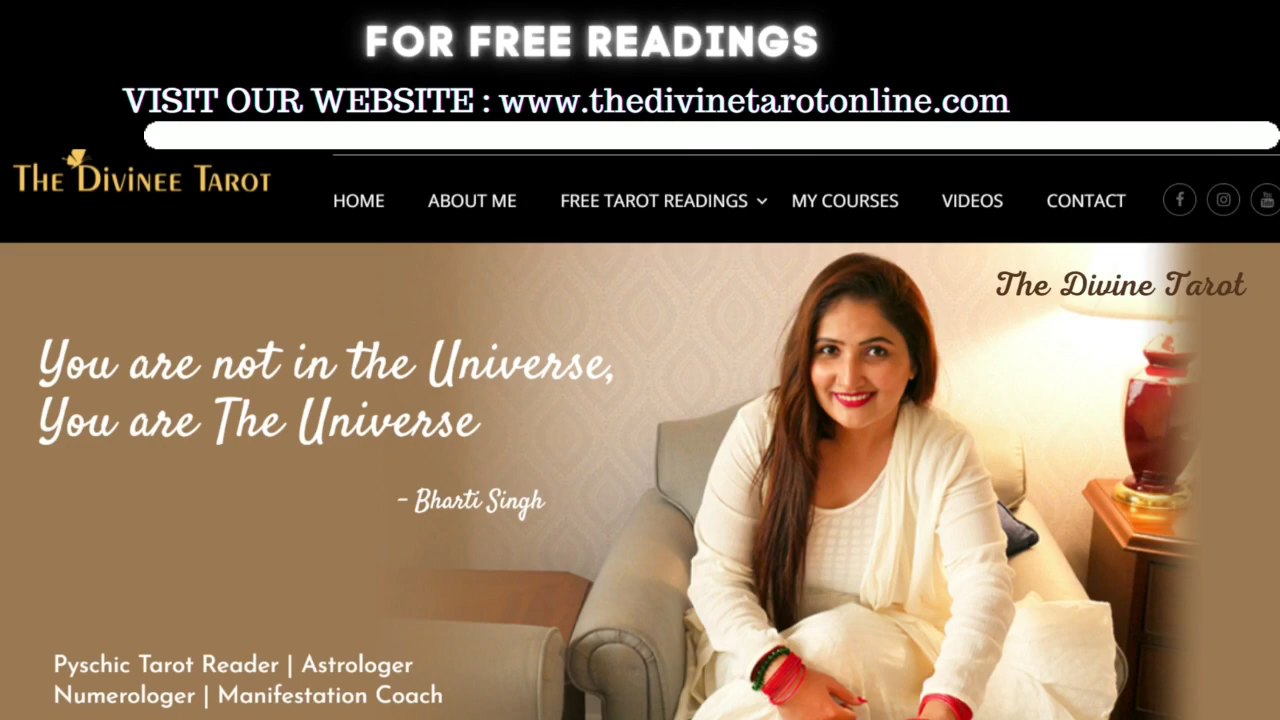 FOR FREE READINGS
VISIT OUR WEBSITE : www.thedivinetarotonline.com
THE DIVINEE TAROT
HOME ABOUT ME FREE TAROT READINGS MY COURSES VIDEOS CONTACT
The Divine Tarot
You are not in the Universe,
You are The Universe
- Bharti Singh
Pyschic Tarot Reader | Astrologer
Numerologer | Manifestation Coach